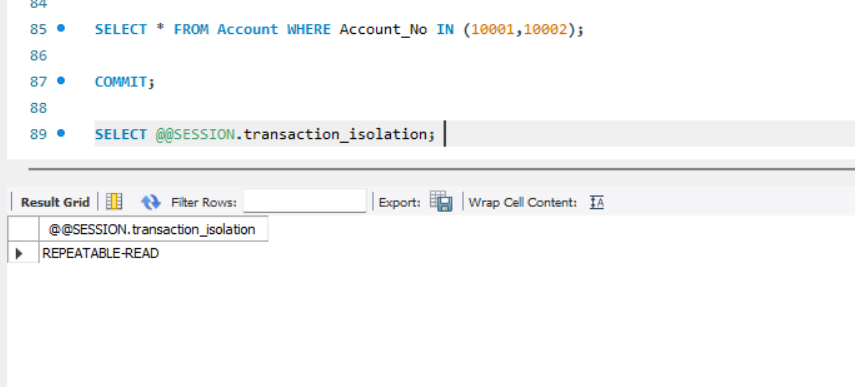 84
85 SELECT * FROM Account WHERE Account_No IN (10001,10002);
86
87 COMMIT;
88
89 SELECT @@SESSION.transaction_isolation;
Result Grid Filter Rows: Export: Wrap Cell Content: IA
@@SESSION.transaction_isolation
REPEATABLE-READ